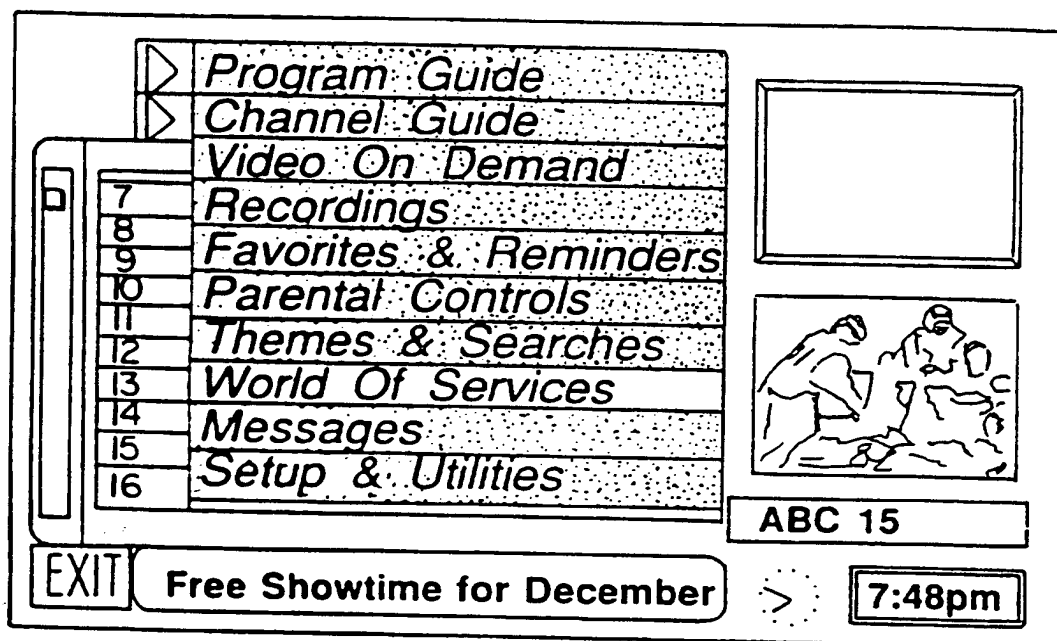 Program Guide
Channel Guide
Video On Demand
7 Recordings
8
9 Favorites & Reminders
10 Parental Controls
11
12 Themes & Searches
13 World Of Services
14 Messages
15
16 Setup & Utilities
ABC 15
EXIT Free Showtime for December 7:48pm